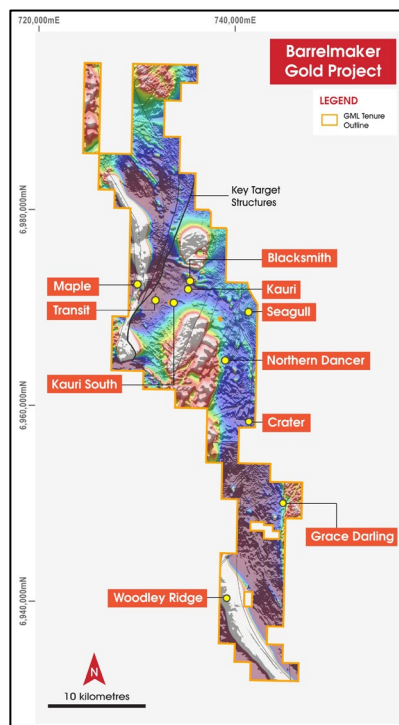 720,000mE
740,000mE
Barrelmaker
Gold Project
LEGEND
GML Tenure
Outline
Key Target
Structures
6,980,000mN
Blacksmith
Maple
Kauri
Transit
Seagull
Northern Dancer
Kauri South
6,960,000mN
Crater
Grace Darling
Woodley Ridge
6,940,000mN
N
10 kilometres